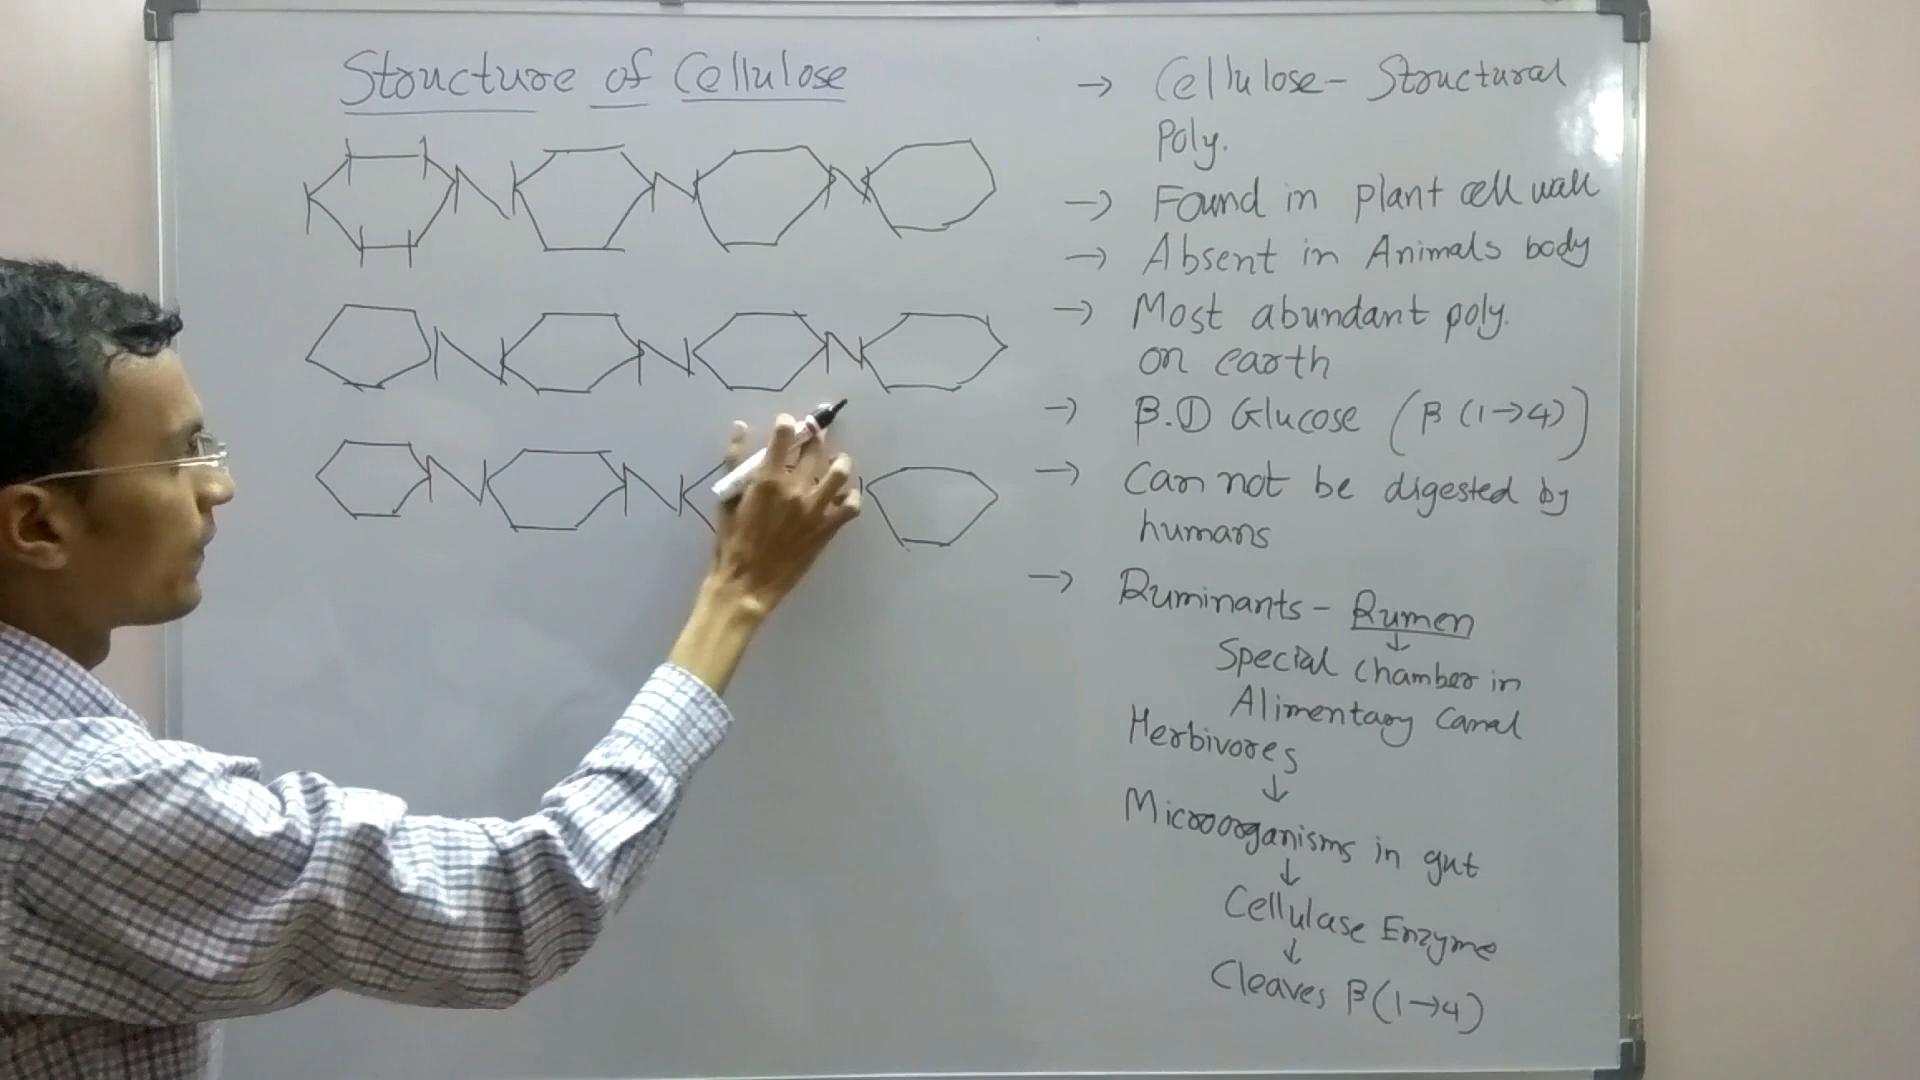 Structure of Cellulose
→ Cellulose - Structural
Poly.
→ Found in plant cell wall
→ Absent in Animals body
→ Most abundant poly.
on earth
→ β.D Glucose (β (1→4))
→ Can not be digested by
humans
→ Ruminants - Rumen
↓
Special chamber in
Alimentary Canal
Herbivores
↓
Microorganisms in gut
↓
Cellulase Enzyme
↓
Cleaves β(1→4)